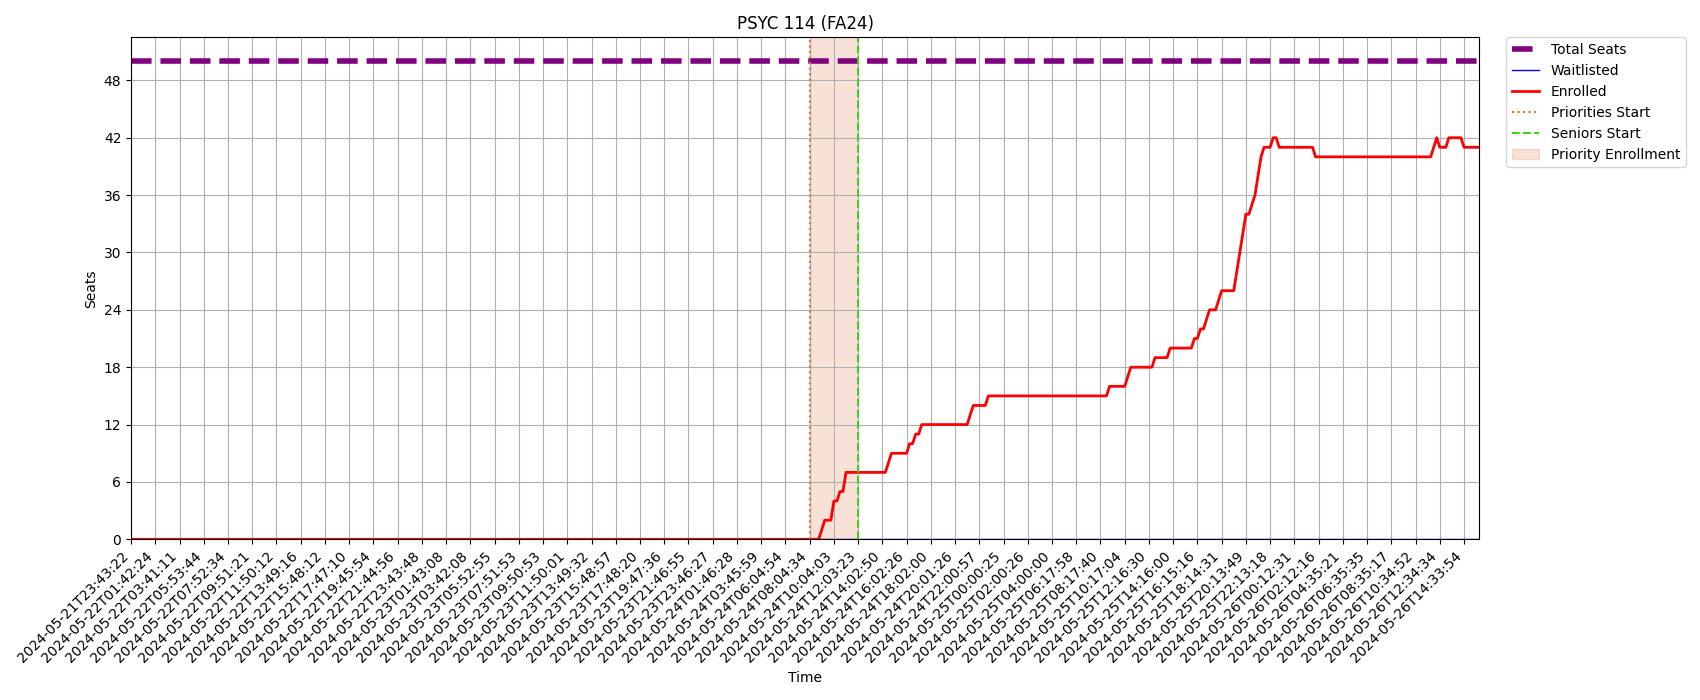 PSYC 114 (FA24)
Total Seats
Waitlisted
Enrolled
Priorities Start
Seniors Start
Priority Enrollment
Seats
48
42
36
30
24
18
12
6
0
2024-05-21T23:43:22
2024-05-22T01:42:24
2024-05-22T03:41:11
2024-05-22T05:53:44
2024-05-22T07:52:34
2024-05-22T09:51:21
2024-05-22T11:50:12
2024-05-22T13:49:16
2024-05-22T15:48:12
2024-05-22T17:47:10
2024-05-22T19:45:54
2024-05-22T21:44:56
2024-05-22T23:43:48
2024-05-23T01:43:08
2024-05-23T03:42:08
2024-05-23T05:52:55
2024-05-23T07:51:53
2024-05-23T09:50:53
2024-05-23T11:50:01
2024-05-23T13:49:32
2024-05-23T15:48:57
2024-05-23T17:48:20
2024-05-23T19:47:36
2024-05-23T21:46:55
2024-05-23T23:46:27
2024-05-24T01:46:28
2024-05-24T03:45:59
2024-05-24T06:04:54
2024-05-24T08:04:34
2024-05-24T10:04:03
2024-05-24T12:03:23
2024-05-24T14:02:50
2024-05-24T16:02:26
2024-05-24T18:02:00
2024-05-24T20:01:26
2024-05-24T22:00:57
2024-05-25T00:00:25
2024-05-25T02:00:26
2024-05-25T04:00:00
2024-05-25T06:17:58
2024-05-25T08:17:40
2024-05-25T10:17:04
2024-05-25T12:16:30
2024-05-25T14:16:00
2024-05-25T16:15:16
2024-05-25T18:14:31
2024-05-25T20:13:49
2024-05-25T22:13:18
2024-05-26T00:12:31
2024-05-26T02:12:16
2024-05-26T04:35:21
2024-05-26T06:35:35
2024-05-26T08:35:17
2024-05-26T10:34:52
2024-05-26T12:34:34
2024-05-26T14:33:54
Time